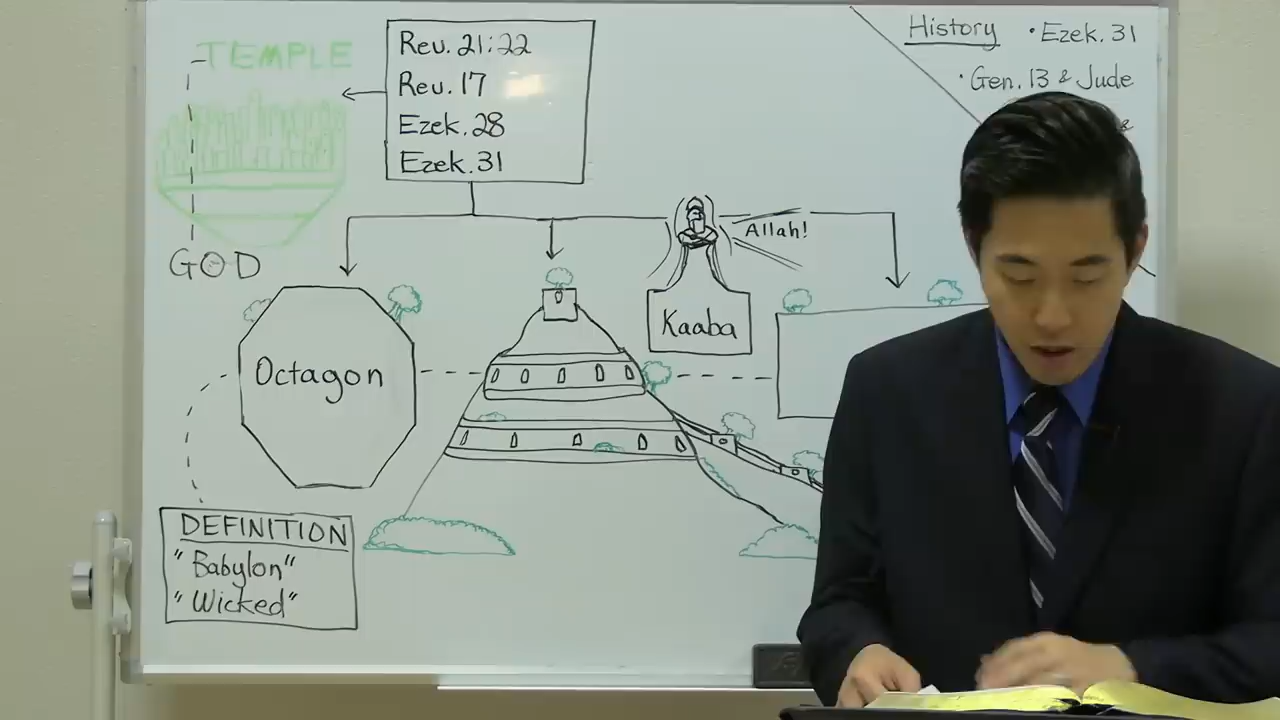 TEMPLE
GOD
Rev. 21:22
Rev. 17
Ezek. 28
Ezek. 31
History • Ezek. 31
• Gen. 13 & Jude
&
Allah!
Kaaba
Octagon
DEFINITION
"Babylon"
"Wicked"